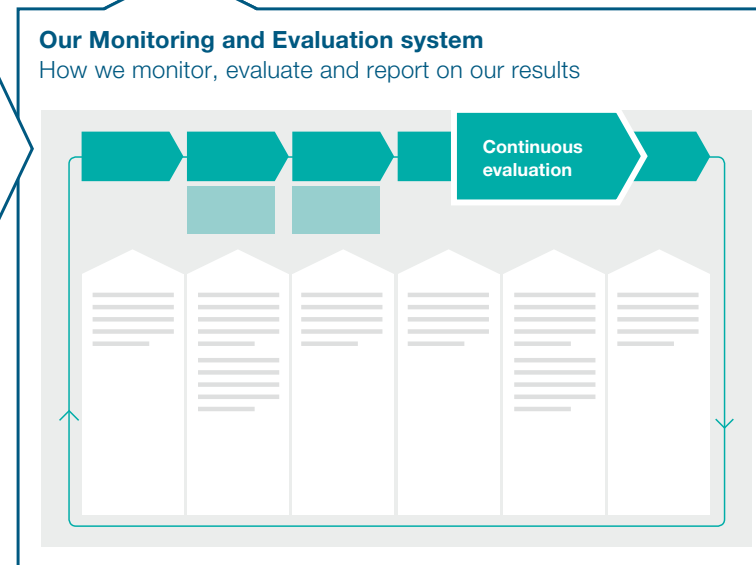 Our Monitoring and Evaluation system
How we monitor, evaluate and report on our results
Continuous
evaluation